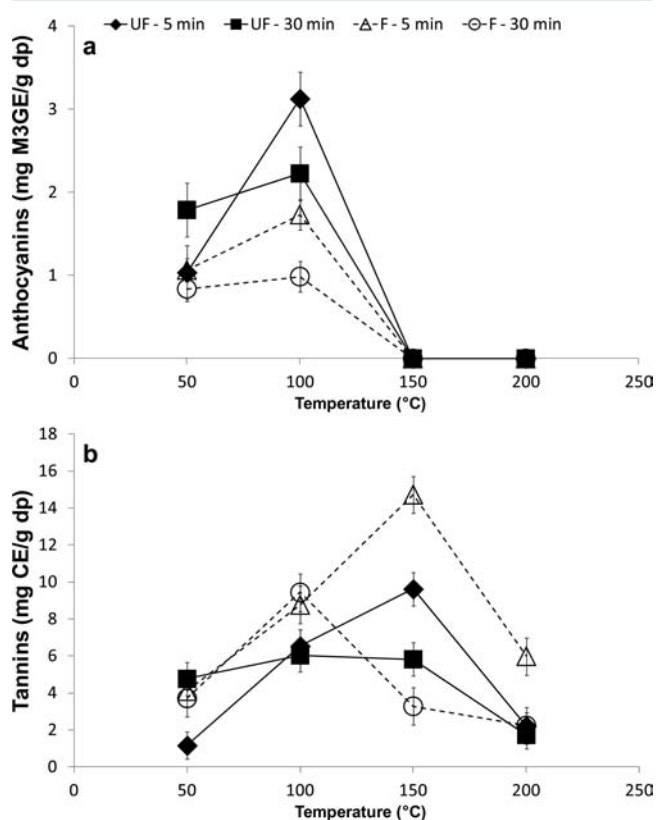 UF - 5 min UF - 30 min F - 5 min F - 30 min
a
4
3
2
1
0
Anthocyanins (mg M3GE/g dp)
0 50 100 150 200 250
Temperature (°C)
b
18
16
14
12
10
8
6
4
2
0
Tannins (mg CE/g dp)
0 50 100 150 200 250
Temperature (°C)